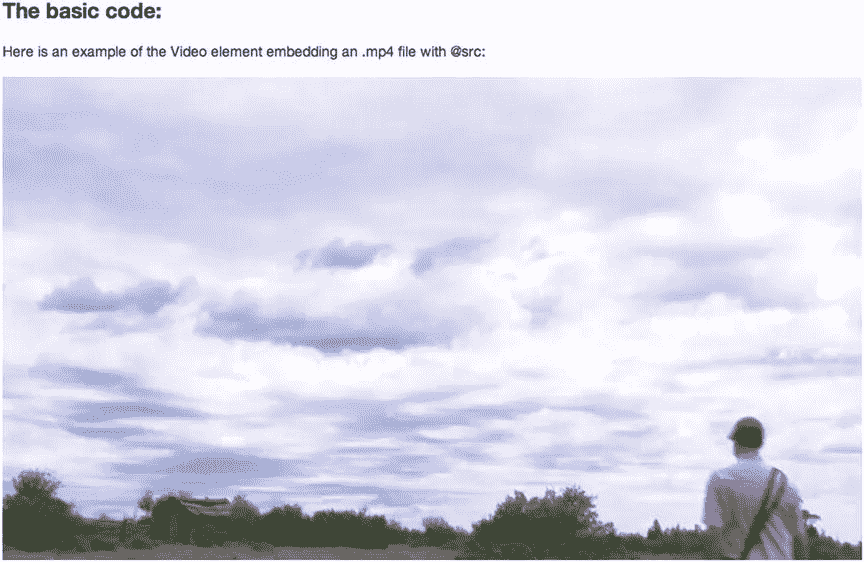 The basic code:
Here is an example of the Video element embedding an .mp4 file with @src: